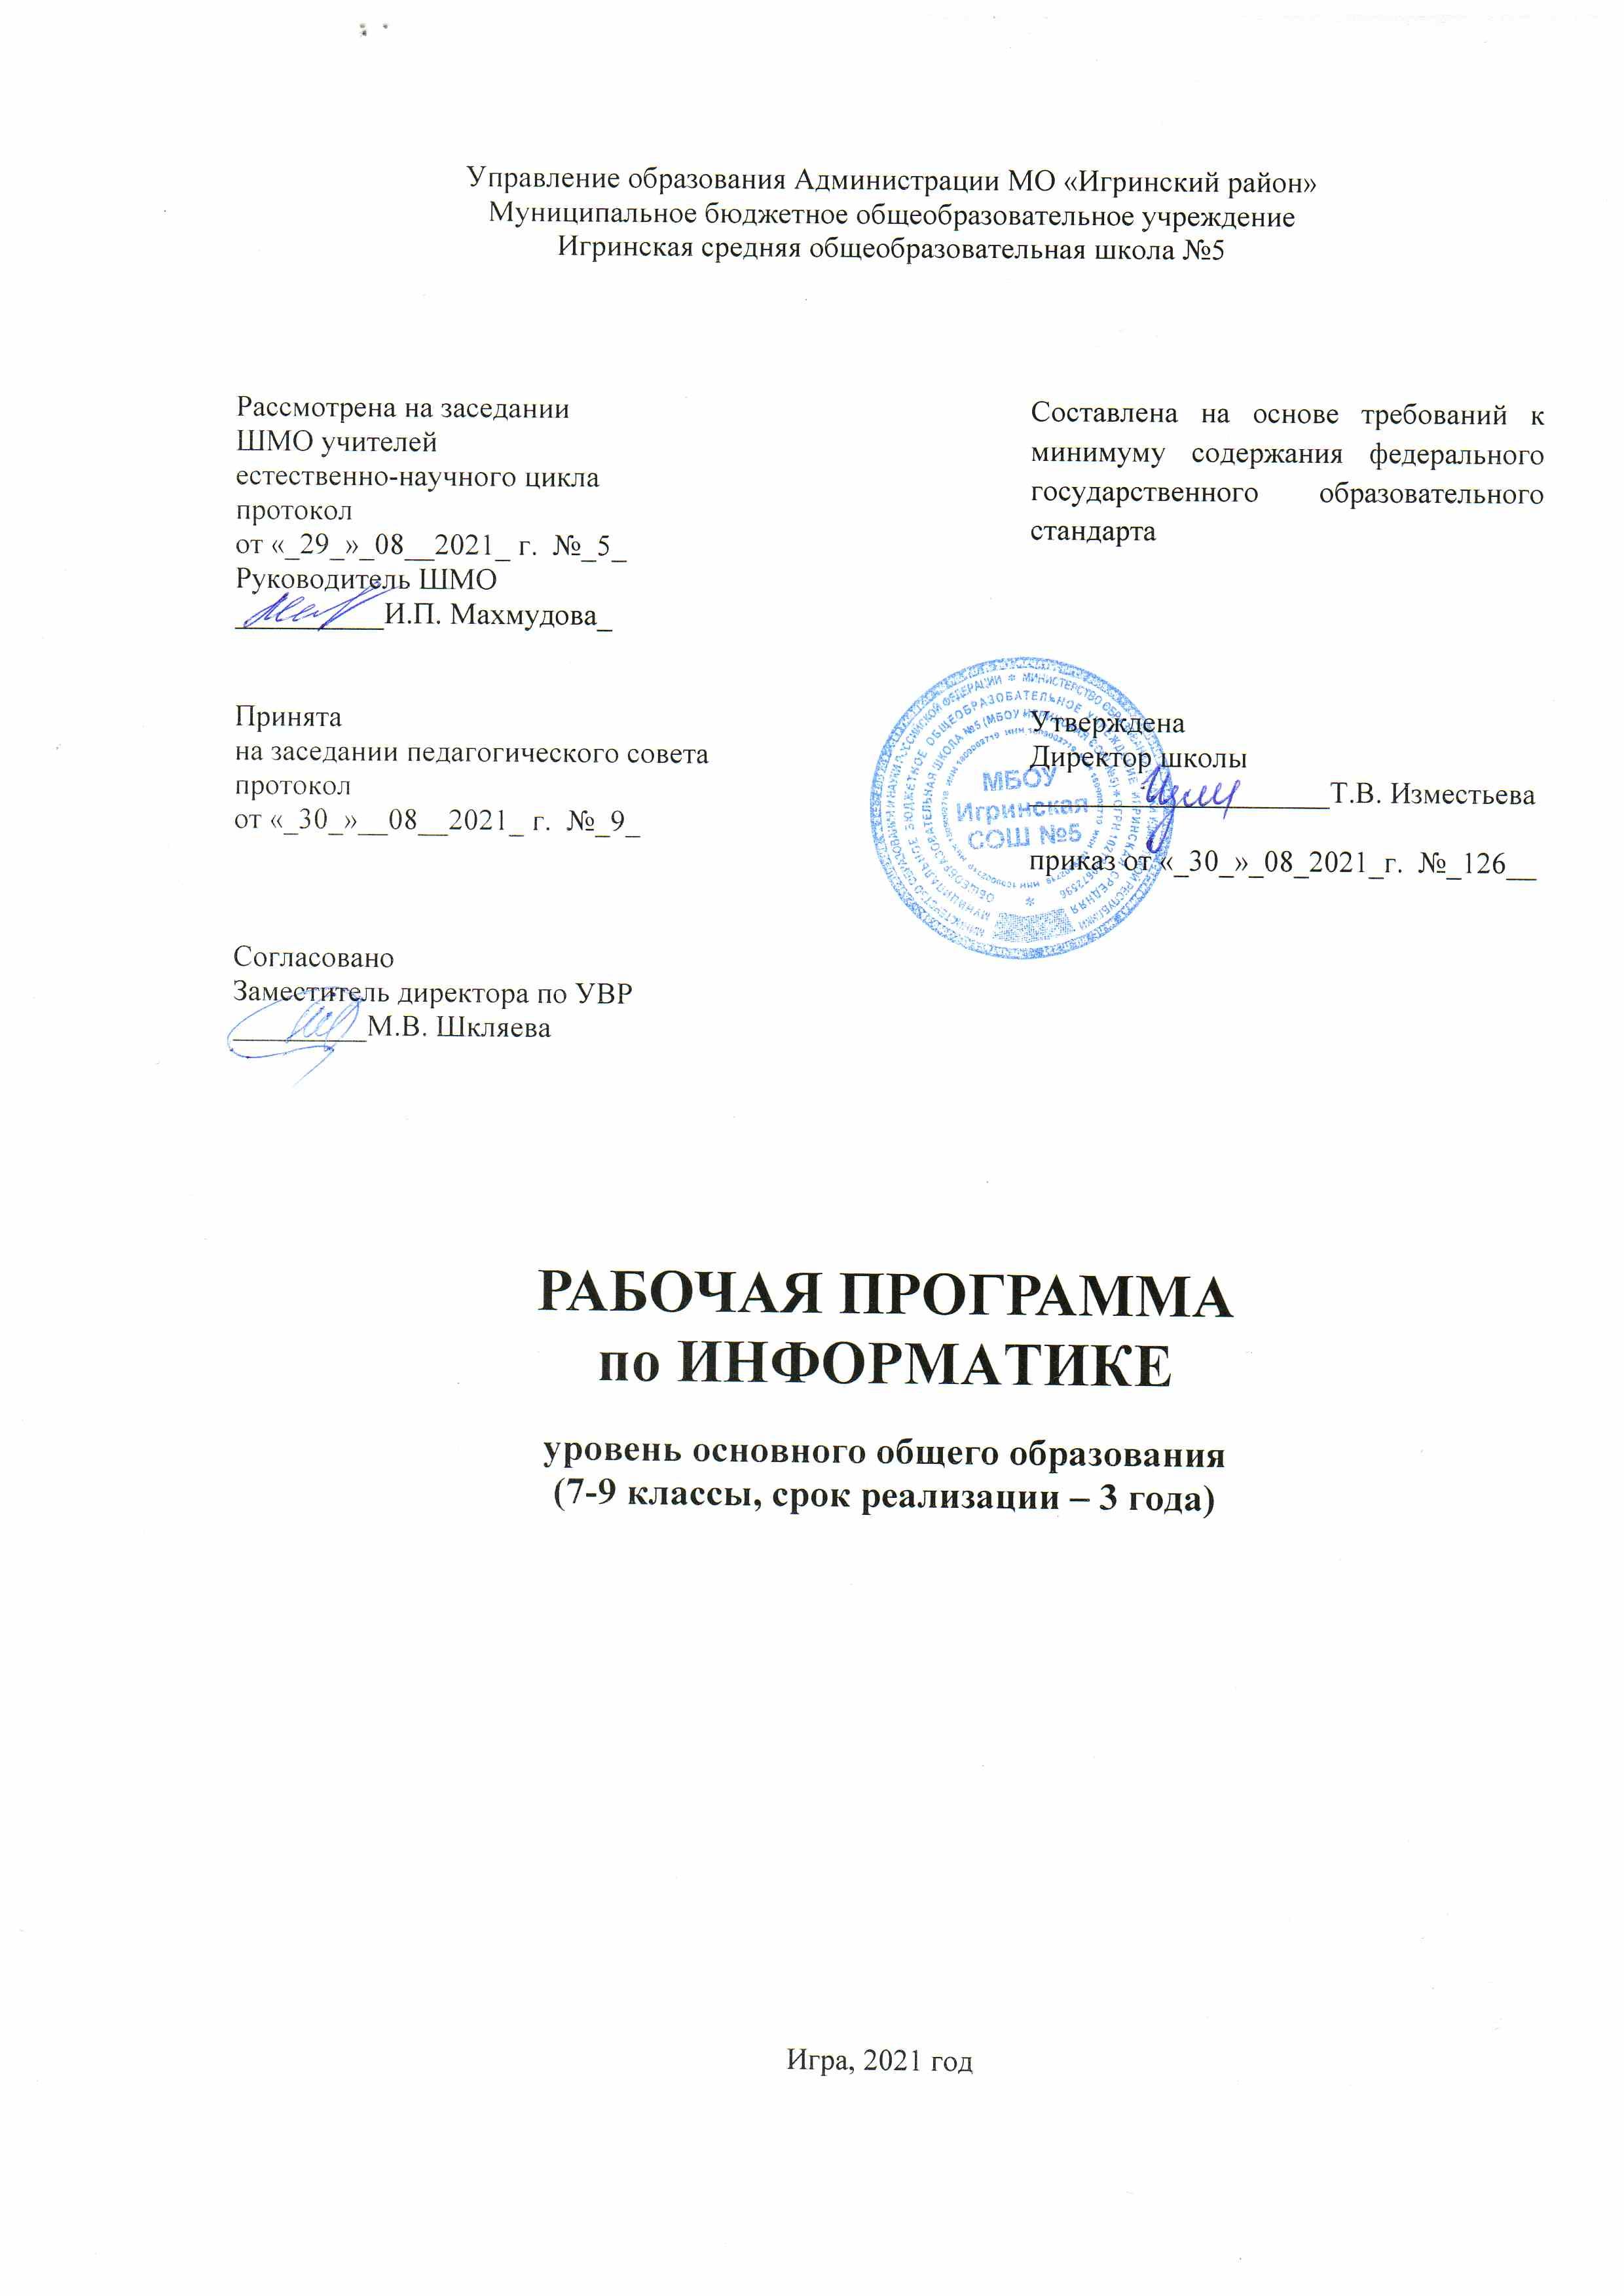 Управление образования Администрации МО «Игринский район»
Муниципальное бюджетное общеобразовательное учреждение
Игринская средняя общеобразовательная школа №5
Рассмотрена на заседании
ШМО учителей
естественно-научного цикла
протокол
от «_29_»_08__2021_ г. №_5_
Руководитель ШМО
__________И.П. Махмудова_
Составлена на основе требований к
минимуму содержания федерального
государственного образовательного
стандарта
Принята
на заседании педагогического совета
протокол
от «_30_»__08__2021_ г. №_9_
Утверждена
Директор школы
____________________Т.В. Изместьева
приказ от «_30_»_08_2021_г. №_126__
МБОУ
Игринская
СОШ №5
Согласовано
Заместитель директора по УВР
_________М.В. Шкляева
РАБОЧАЯ ПРОГРАММА
по ИНФОРМАТИКЕ
уровень основного общего образования
(7-9 классы, срок реализации – 3 года)
Игра, 2021 год